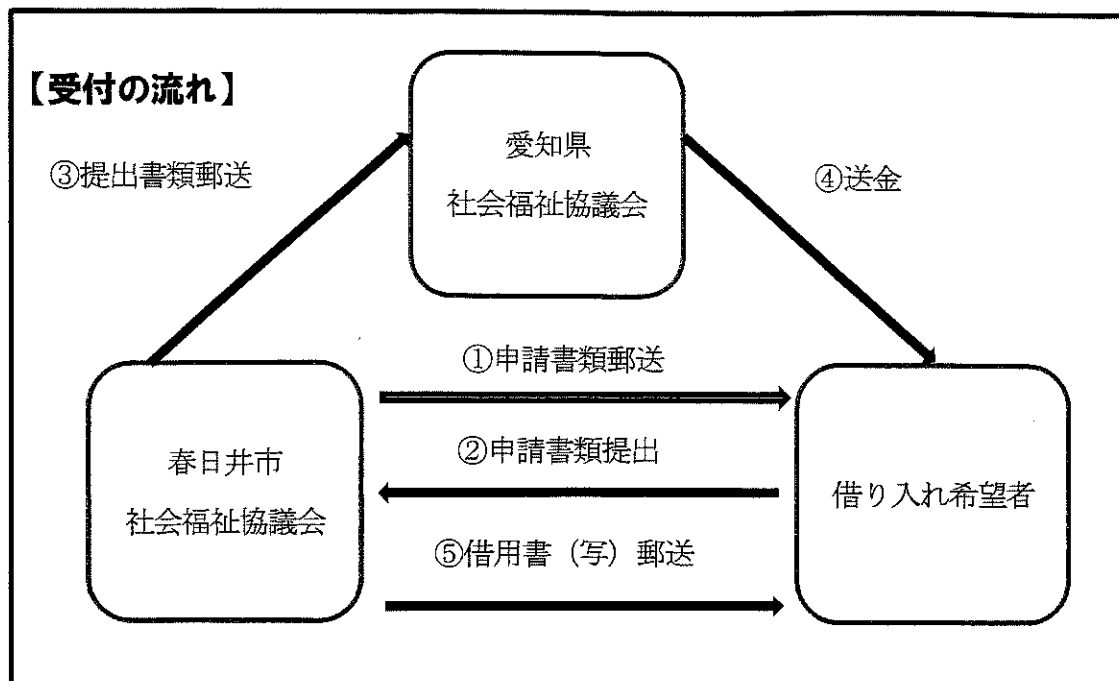 【受付の流れ】
③提出書類郵送
愛知県
社会福祉協議会
④送金
①申請書類郵送
②申請書類提出
⑤借用書（写）郵送
春日井市
社会福祉協議会
借り入れ希望者